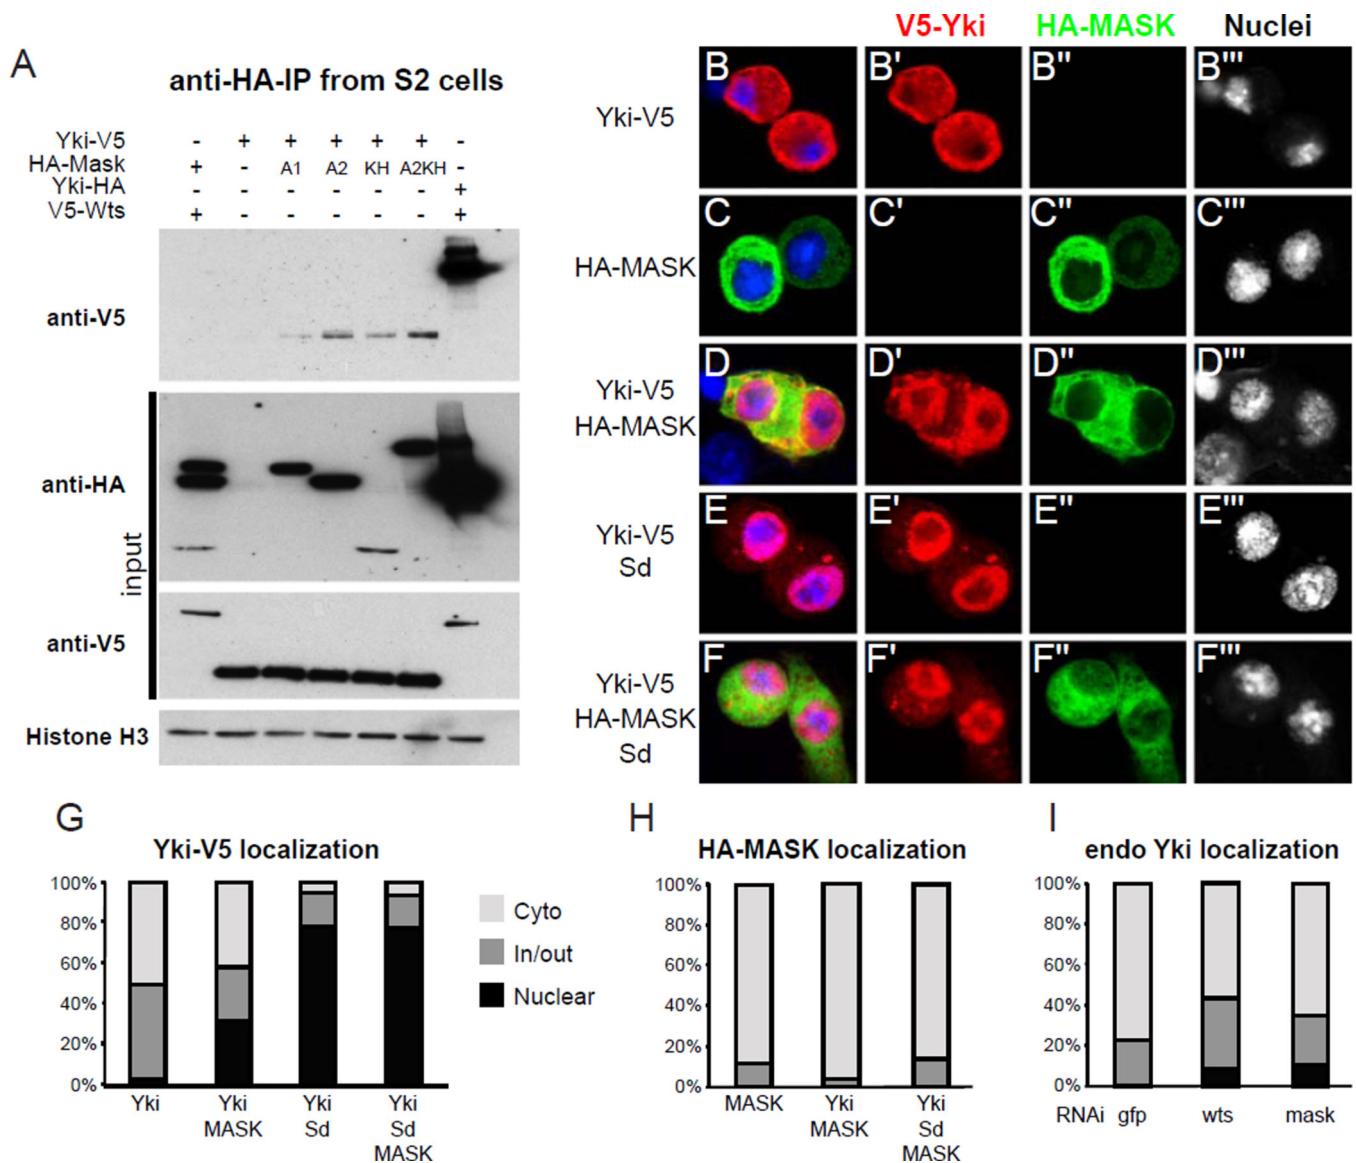 A
anti-HA-IP from S2 cells
Yki-V5 - + + + + + -
HA-Mask + - A1 A2 KH A2KH -
Yki-HA - - - - - - +
V5-Wts + - - - - - +
anti-V5
anti-HA
input
anti-V5
Histone H3
V5-Yki HA-MASK Nuclei
Yki-V5
B B' B'' B'''
HA-MASK
C C' C'' C'''
Yki-V5
HA-MASK
D D' D'' D'''
Yki-V5
Sd
E E' E'' E'''
Yki-V5
HA-MASK
Sd
F F' F'' F'''
G
Yki-V5 localization
100%
80%
60%
40%
20%
0%
Yki
Yki
MASK
Yki
Sd
Yki
Sd
MASK
Cyto
In/out
Nuclear
H
HA-MASK localization
100%
80%
60%
40%
20%
0%
MASK
Yki
MASK
Yki
Sd
MASK
I
endo Yki localization
100%
80%
60%
40%
20%
0%
RNAi gfp wts mask